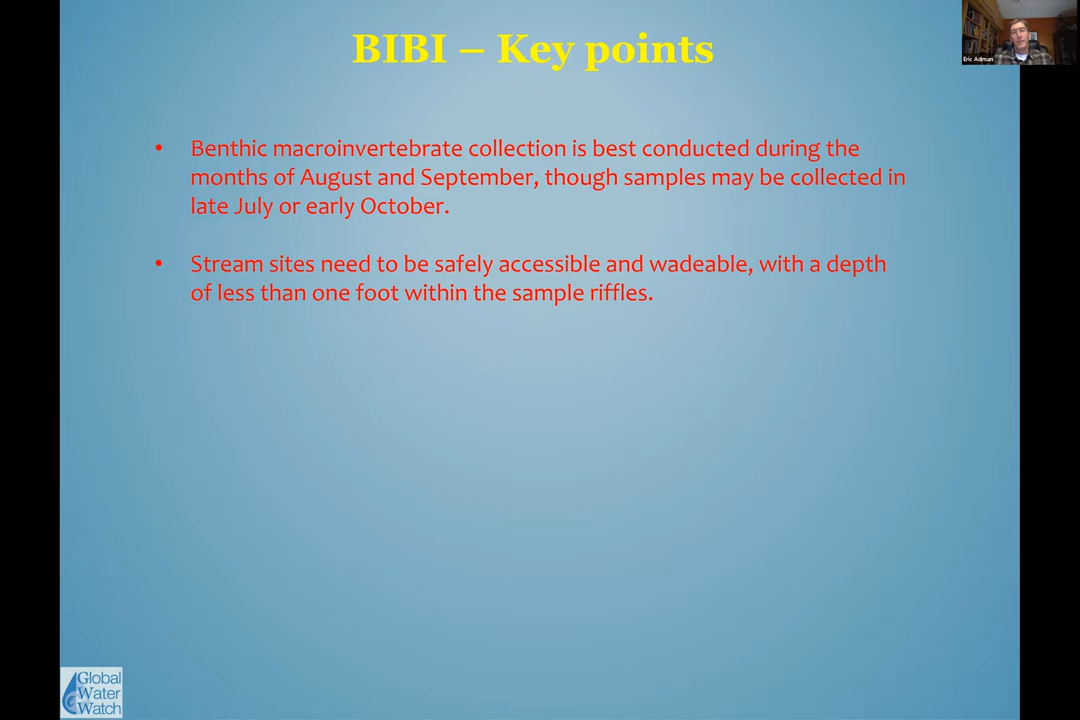 BIBI – Key points
Eric Adman
• Benthic macroinvertebrate collection is best conducted during the
months of August and September, though samples may be collected in
late July or early October.
• Stream sites need to be safely accessible and wadeable, with a depth
of less than one foot within the sample riffles.
Global
Water
Watch